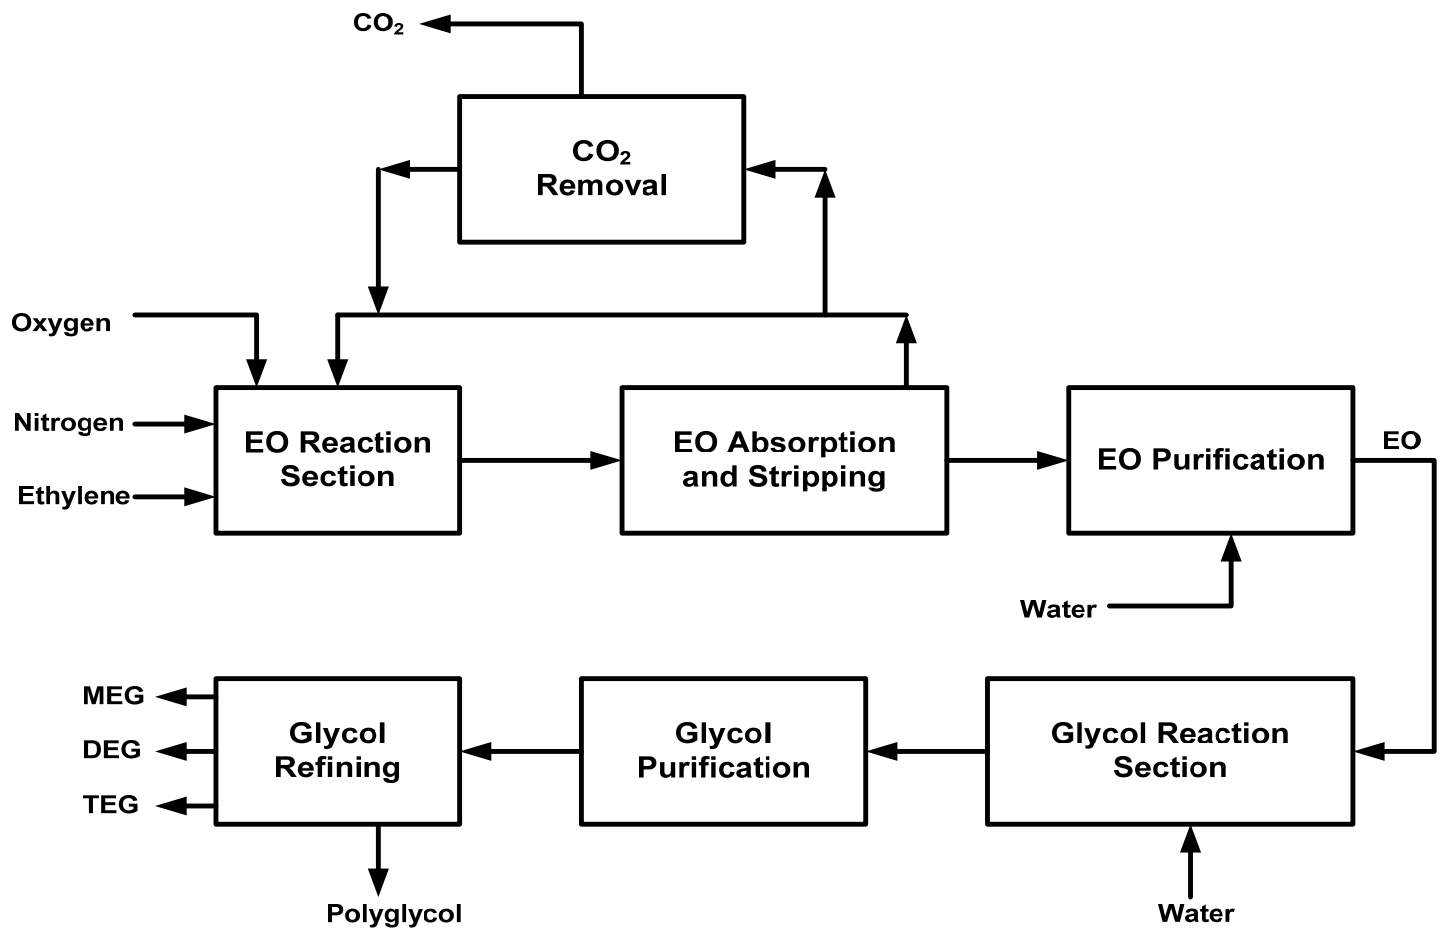 CO₂
CO₂
Removal
Oxygen
Nitrogen
Ethylene
EO Reaction
Section
EO Absorption
and Stripping
EO Purification
EO
Water
MEG
DEG
TEG
Glycol
Refining
Glycol
Purification
Glycol Reaction
Section
Polyglycol
Water